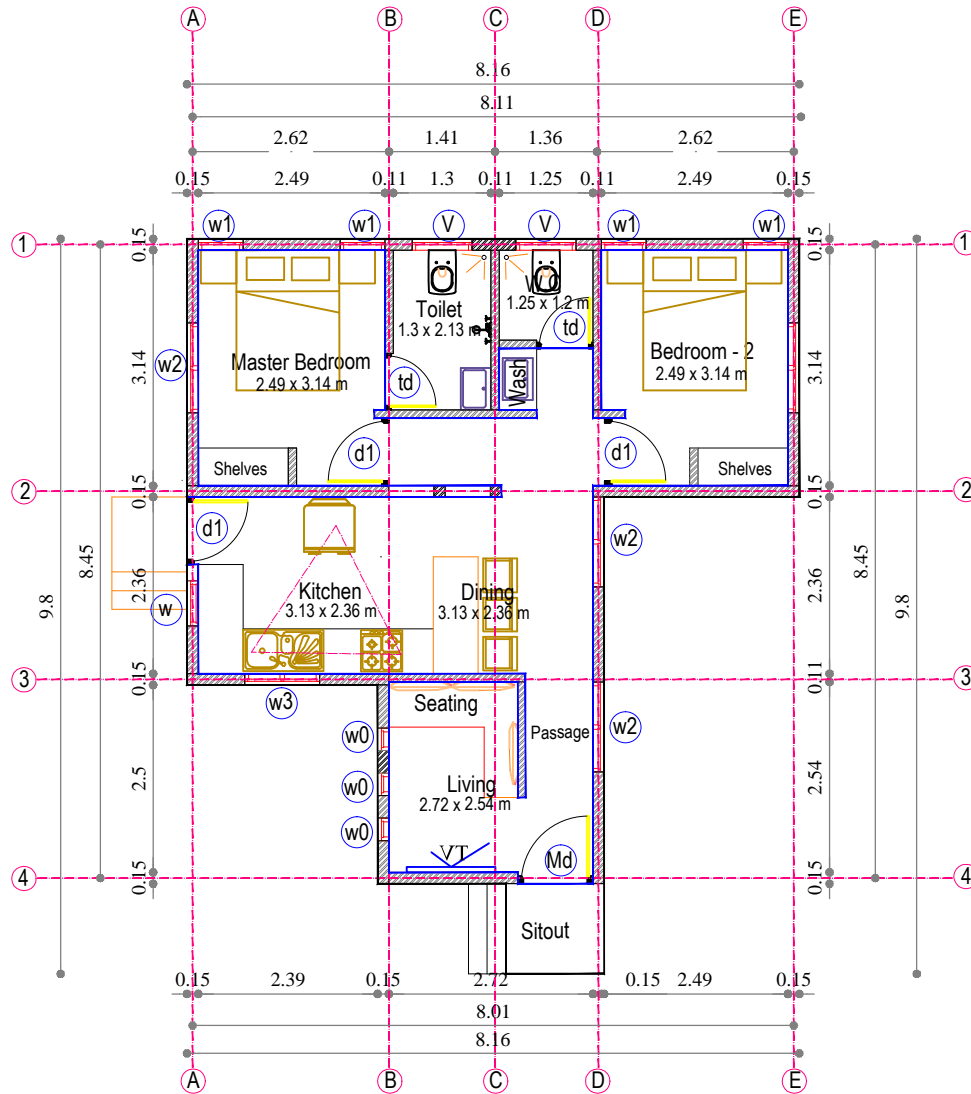 A B C D E
8.16
8.11
2.62 1.41 1.36 2.62
0.15 2.49 0.11 1.3 0.11 1.25 0.11 2.49 0.15
w1 w1 V V w1 w1
1 0.15 0.15 1
Toilet
1.3 x 2.13 m
W/C
1.25 x 1.2 m
td
Master Bedroom
2.49 x 3.14 m
Bedroom - 2
2.49 x 3.14 m
w2 3.14 td Wash 3.14
d1 d1
Shelves Shelves
2 0.15 0.15 2
d1 w2
8.45 8.45
9.8 9.8
2.36 2.36
w
Kitchen
3.13 x 2.36 m
Dining
3.13 x 2.36 m
3 0.15 0.11 3
w3 Seating
w0 Passage w2
2.5 2.54
w0 Living
2.72 x 2.54 m
w0
VT Md
4 0.15 0.15 4
Sitout
0.15 2.39 0.15 2.72 0.15 2.49 0.15
8.01
8.16
A B C D E